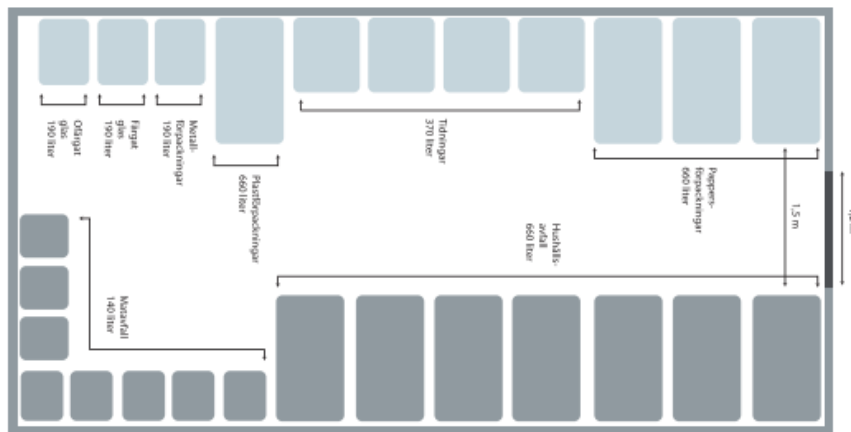 Ofärgat
glas
190 liter
Färgat
glas
190 liter
Metall-
förpackningar
190 liter
Plastförpackningar
660 liter
Tidningar
370 liter
Pappers-
förpackningar
660 liter
1,5 m
Hushålls-
avfall
660 liter
Matavfall
140 liter